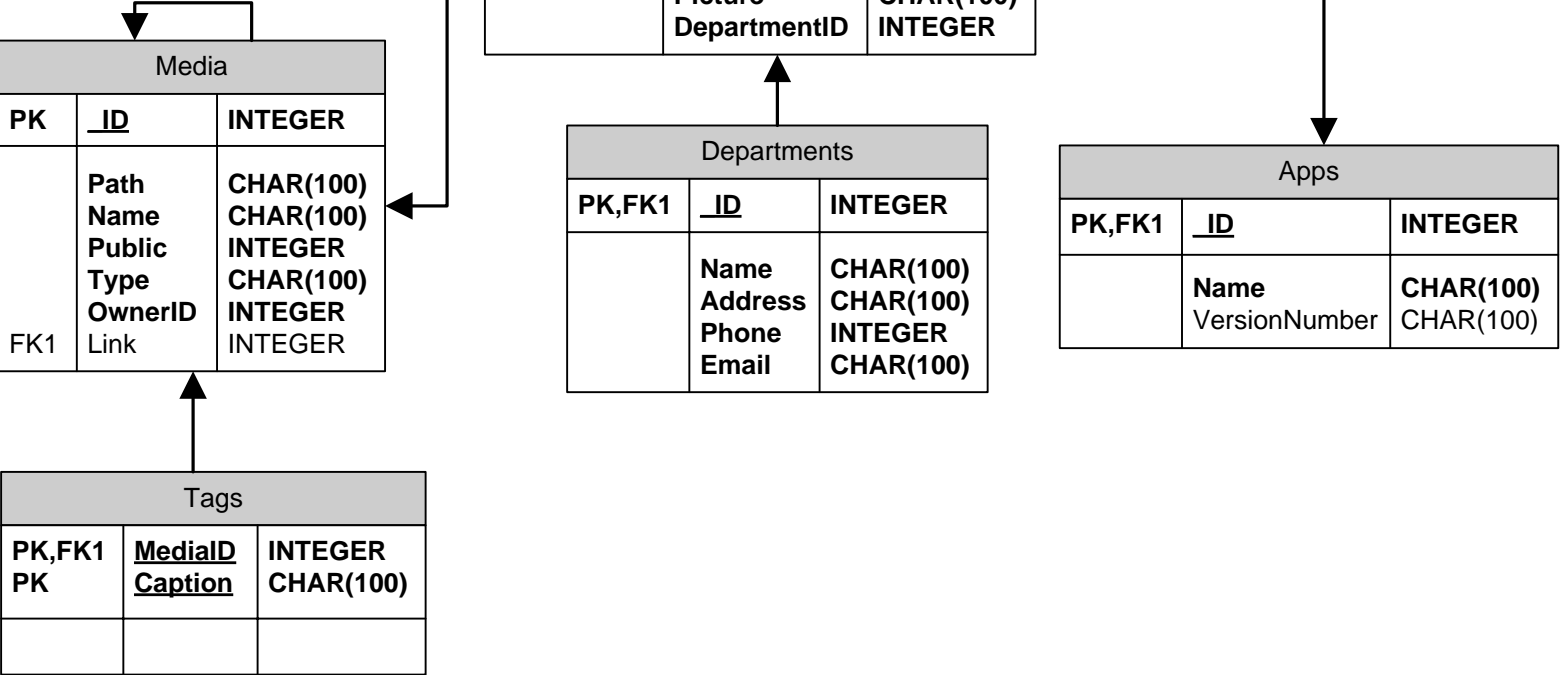 CHAR(100)
DepartmentID INTEGER
Media
PK _ID INTEGER
Path CHAR(100)
Name CHAR(100)
Public INTEGER
Type CHAR(100)
OwnerID INTEGER
FK1 Link INTEGER
Departments
PK,FK1 _ID INTEGER
Name CHAR(100)
Address CHAR(100)
Phone INTEGER
Email CHAR(100)
Apps
PK,FK1 _ID INTEGER
Name CHAR(100)
VersionNumber CHAR(100)
Tags
PK,FK1 MediaID INTEGER
PK Caption CHAR(100)